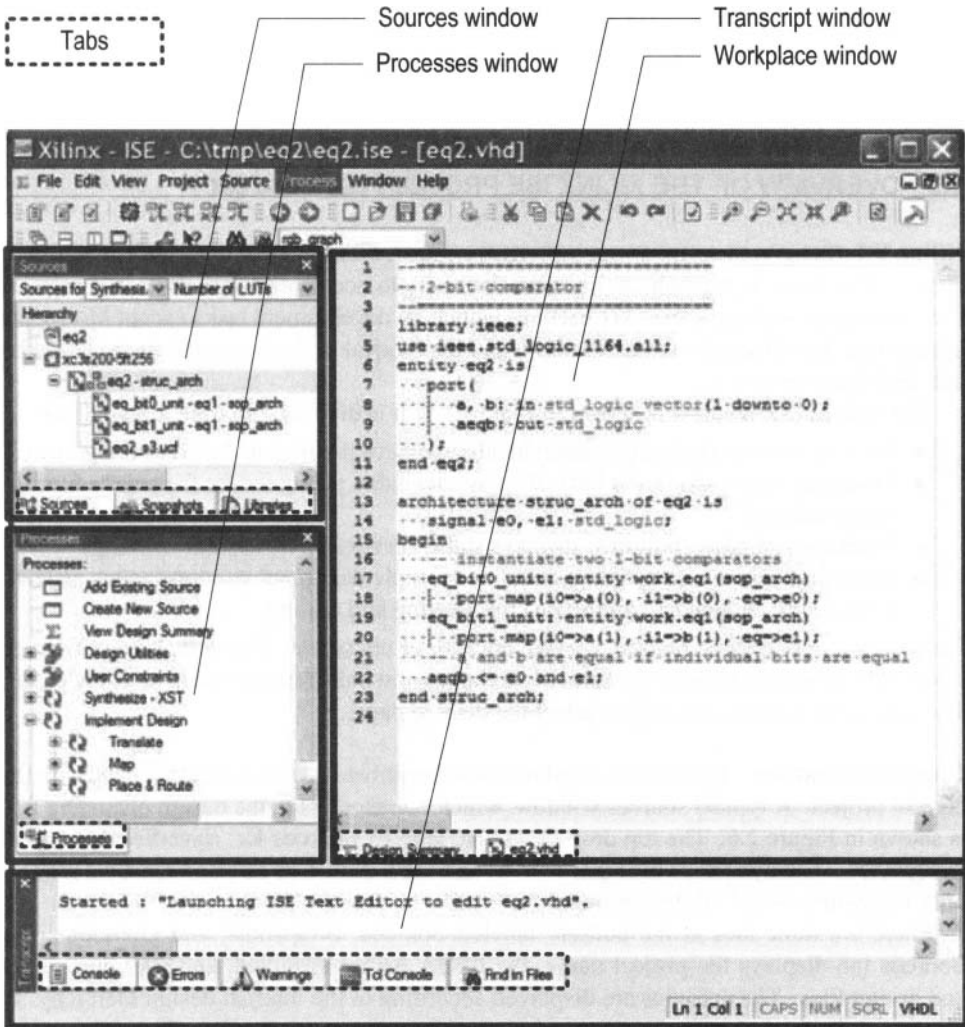 Tabs
Sources window
Processes window
Transcript window
Workplace window
Xilinx - ISE - C:\tmp\eq2\eq2.ise - [eq2.vhd]
File Edit View Project Source Process Window Help
rgb_graph
Sources
Sources for Synthesis. Number of LUTs
Hierarchy
eq2
xc3s200-5ft256
eq2 - struc_arch
eq_bit0_unit - eq1 - sop_arch
eq_bit1_unit - eq1 - sop_arch
eq2_s3.ucf
Sources Snapshots Libraries
Processes
Processes:
Add Existing Source
Create New Source
View Design Summary
Design Utilities
User Constraints
Synthesize - XST
Implement Design
Translate
Map
Place & Route
Processes
1 --===============================
2 -- 2-bit comparator
3 --===============================
4 library ieee;
5 use ieee.std_logic_1164.all;
6 entity eq2 is
7 port(
8 a, b: in std_logic_vector(1 downto 0);
9 aeqb: out std_logic
10 );
11 end eq2;
12
13 architecture struc_arch of eq2 is
14 signal e0, e1: std_logic;
15 begin
16 -- instantiate two 1-bit comparators
17 eq_bit0_unit: entity work.eq1(sop_arch)
18 port map(i0=>a(0), i1=>b(0), eq=>e0);
19 eq_bit1_unit: entity work.eq1(sop_arch)
20 port map(i0=>a(1), i1=>b(1), eq=>e1);
21 -- a and b are equal if individual bits are equal
22 aeqb <= e0 and e1;
23 end struc_arch;
24
Design Summary eq2.vhd
Started : "Launching ISE Text Editor to edit eq2.vhd".
Console Errors Warnings Tcl Console Find in Files
Ln 1 Col 1 CAPS NUM SCRL VHDL